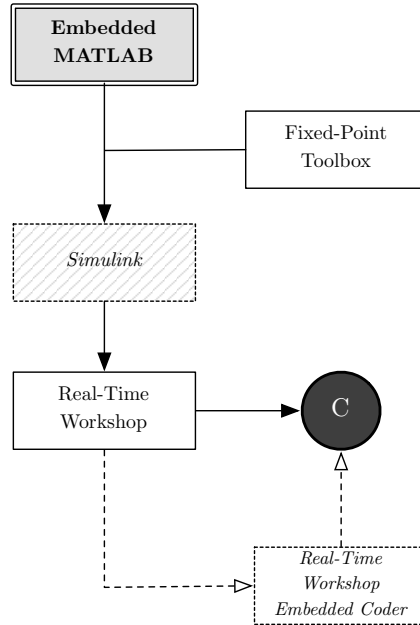 Embedded
MATLAB
Fixed-Point
Toolbox
Simulink
Real-Time
Workshop
C
Real-Time
Workshop
Embedded Coder